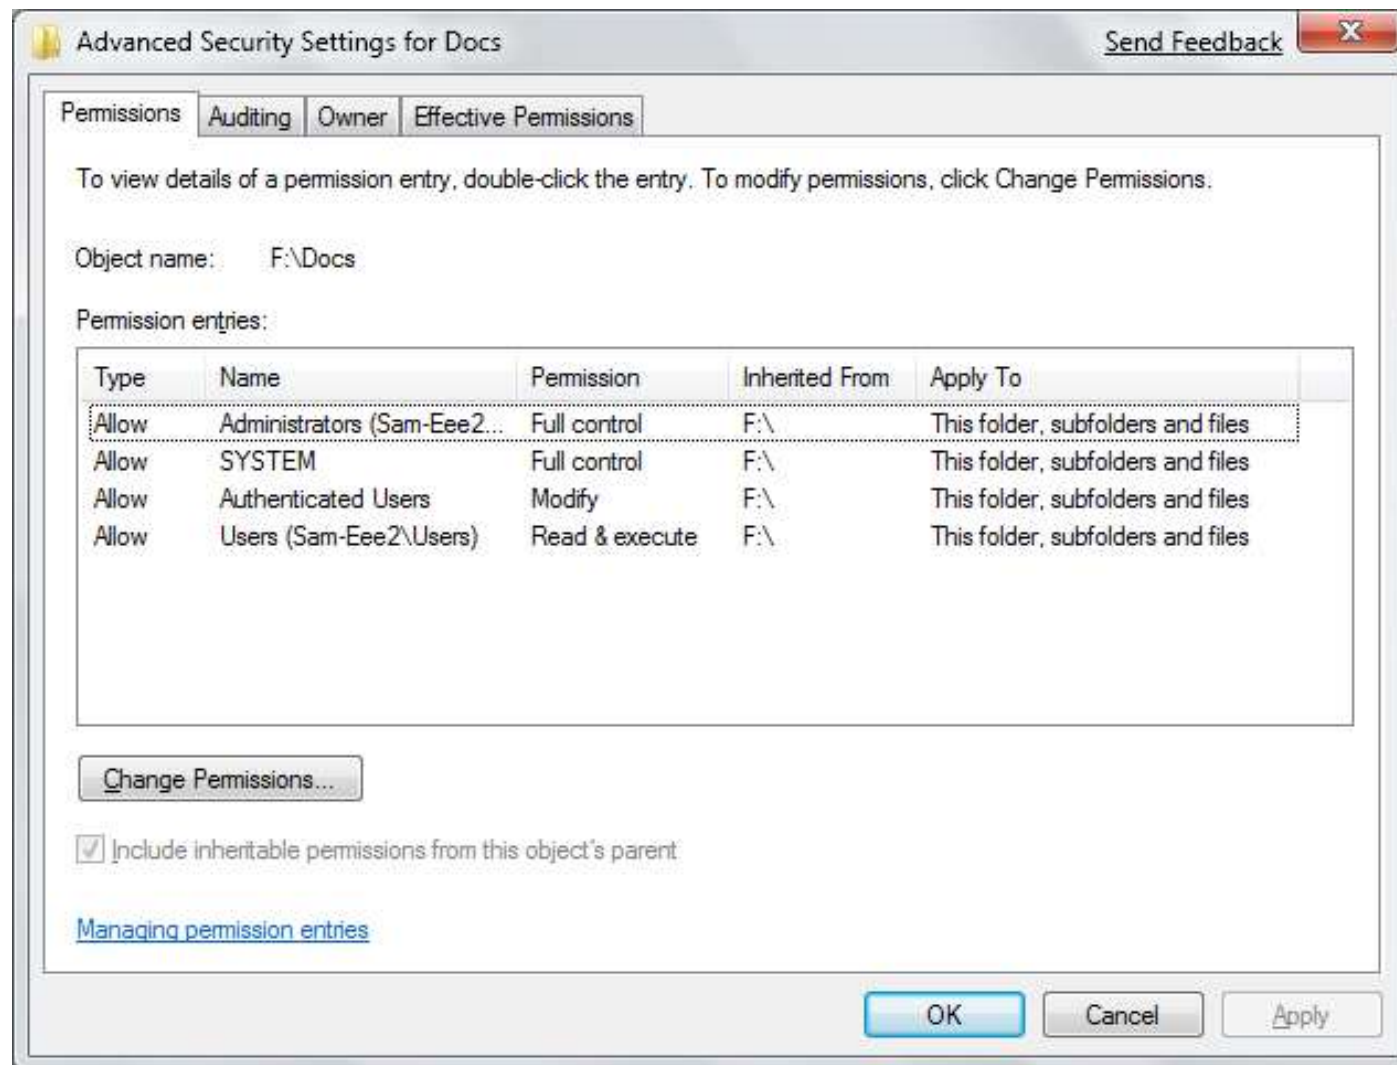 Advanced Security Settings for Docs Send Feedback
Permissions Auditing Owner Effective Permissions
To view details of a permission entry, double-click the entry. To modify permissions, click Change Permissions.
Object name: F:\Docs
Permission entries:
Type Name Permission Inherited From Apply To
Allow Administrators (Sam-Eee2... Full control F:\ This folder, subfolders and files
Allow SYSTEM Full control F:\ This folder, subfolders and files
Allow Authenticated Users Modify F:\ This folder, subfolders and files
Allow Users (Sam-Eee2\Users) Read & execute F:\ This folder, subfolders and files
Change Permissions...
Include inheritable permissions from this object's parent
Managing permission entries
OK Cancel Apply